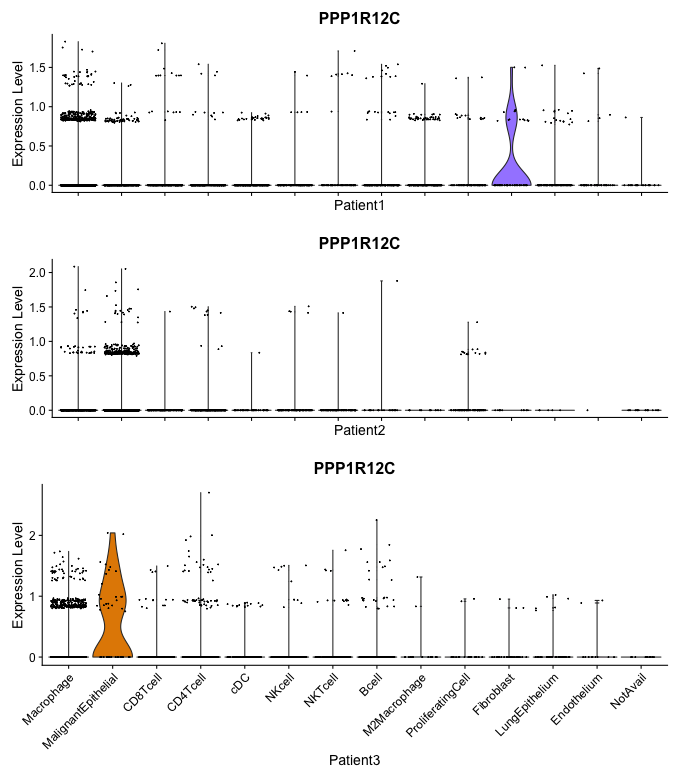 PPP1R12C
Expression Level
1.5
1.0
0.5
0.0
Patient1
PPP1R12C
Expression Level
2.0
1.5
1.0
0.5
0.0
Patient2
PPP1R12C
Expression Level
2
1
0
Macrophage
MalignantEpithelial
CD8Tcell
CD4Tcell
cDC
NKcell
NKTcell
Bcell
M2Macrophage
ProliferatingCell
Fibroblast
LungEpithelium
Endothelium
NotAvail
Patient3